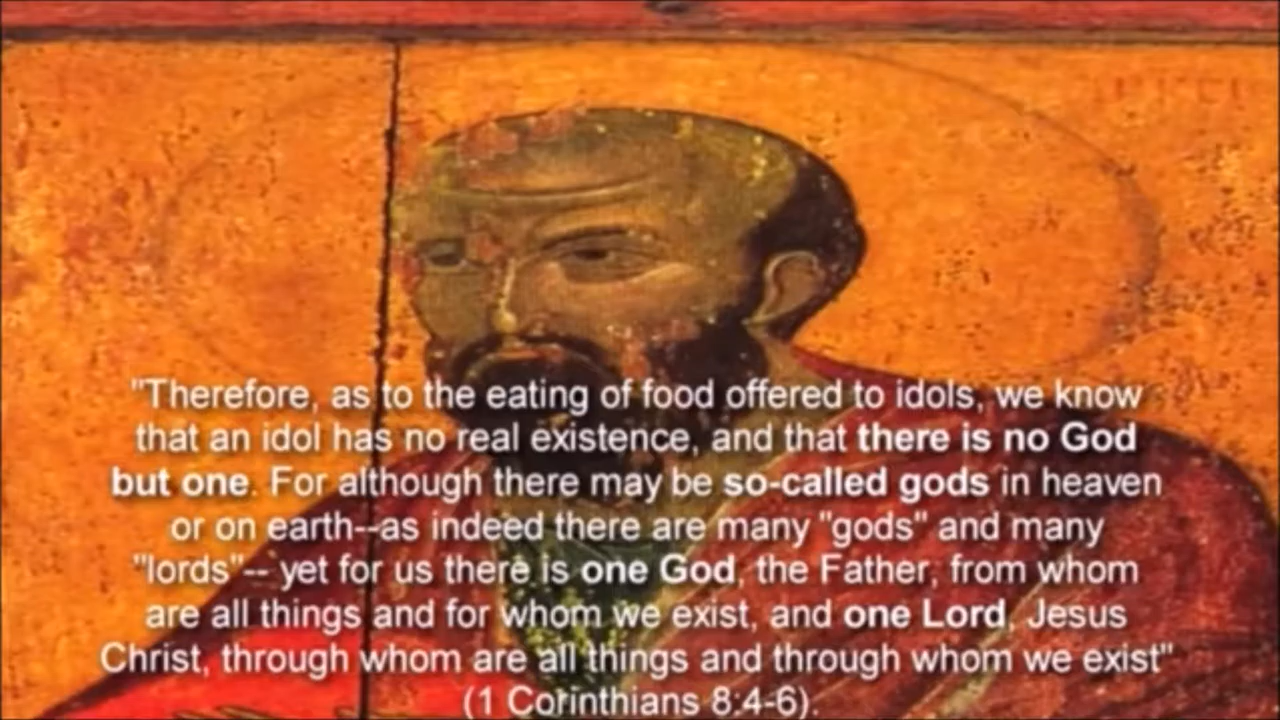 "Therefore, as to the eating of food offered to idols, we know
that an idol has no real existence, and that there is no God
but one. For although there may be so-called gods in heaven
or on earth--as indeed there are many "gods" and many
"lords"-- yet for us there is one God, the Father, from whom
are all things and for whom we exist, and one Lord, Jesus
Christ, through whom are all things and through whom we exist"
(1 Corinthians 8:4-6).